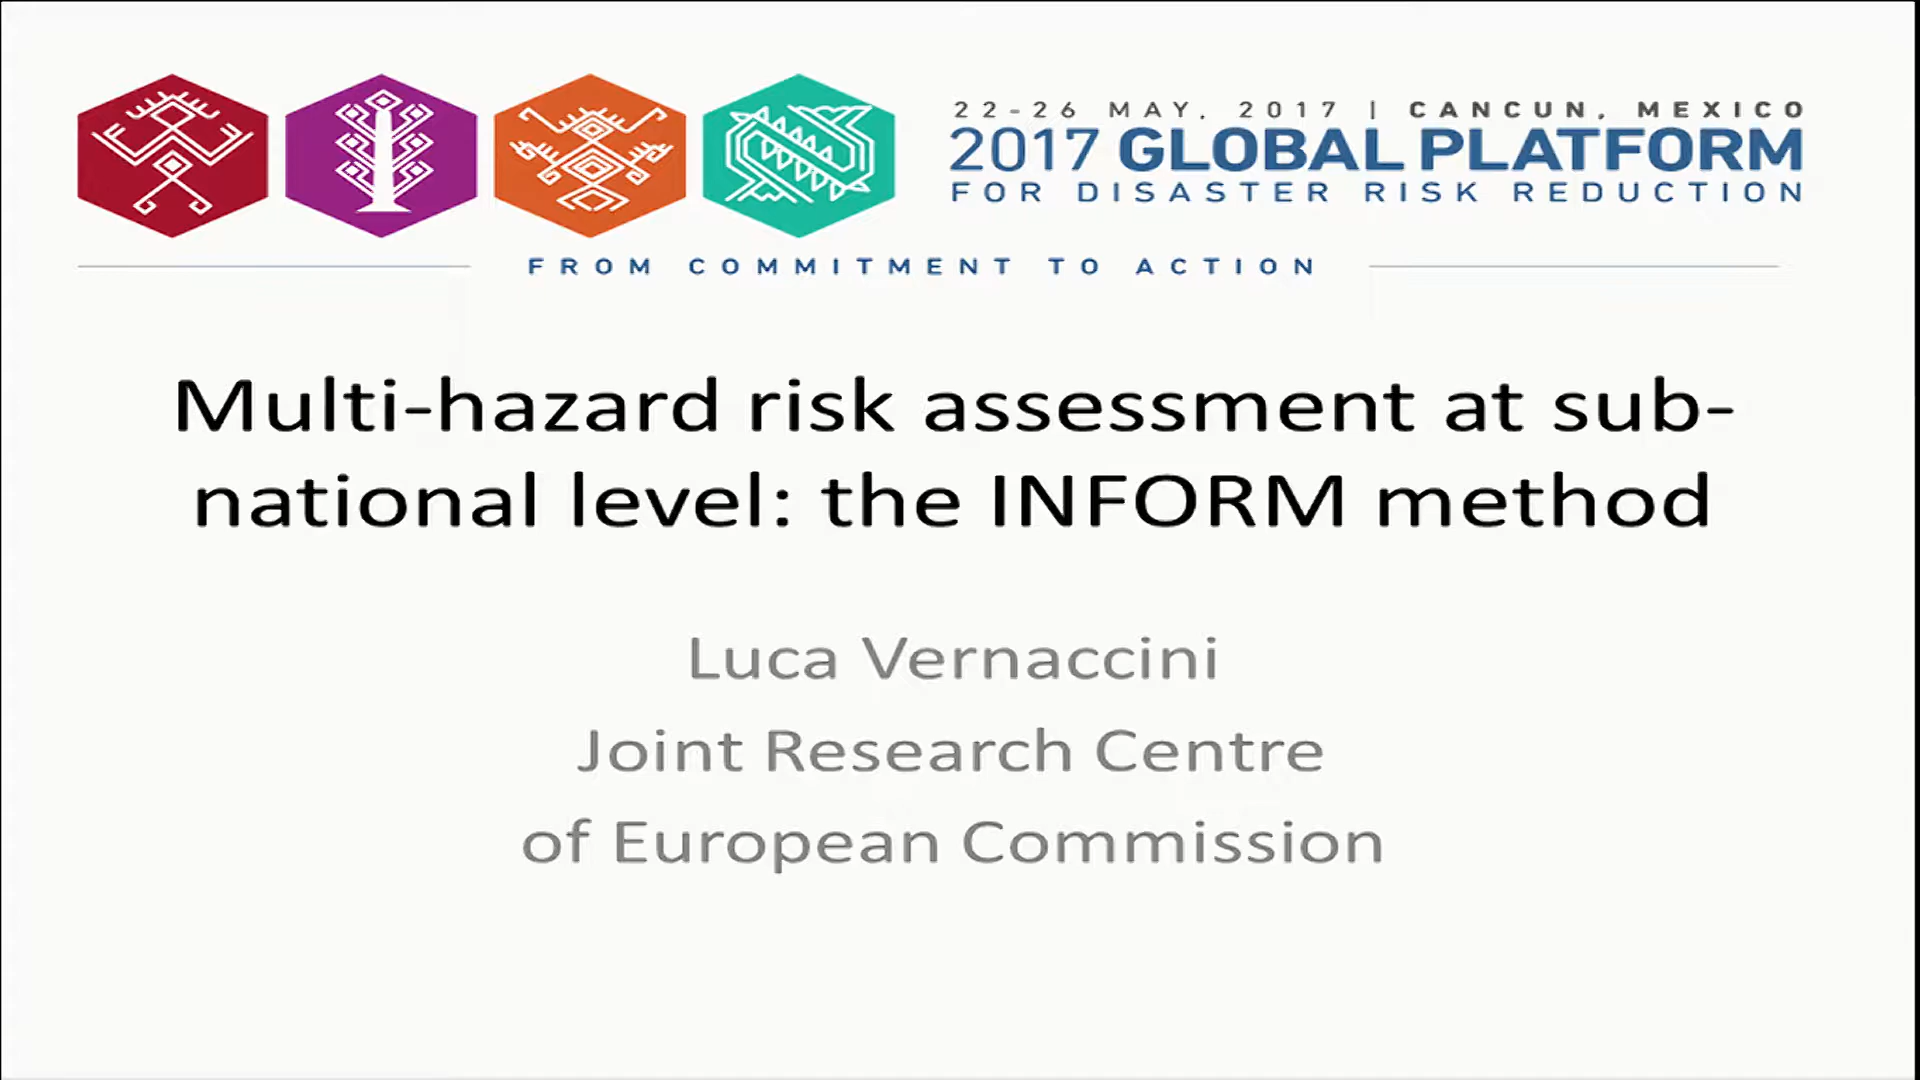 22-26 MAY, 2017 | CANCUN, MEXICO
2017 GLOBAL PLATFORM
FOR DISASTER RISK REDUCTION
FROM COMMITMENT TO ACTION
Multi-hazard risk assessment at sub-
national level: the INFORM method
Luca Vernaccini
Joint Research Centre
of European Commission